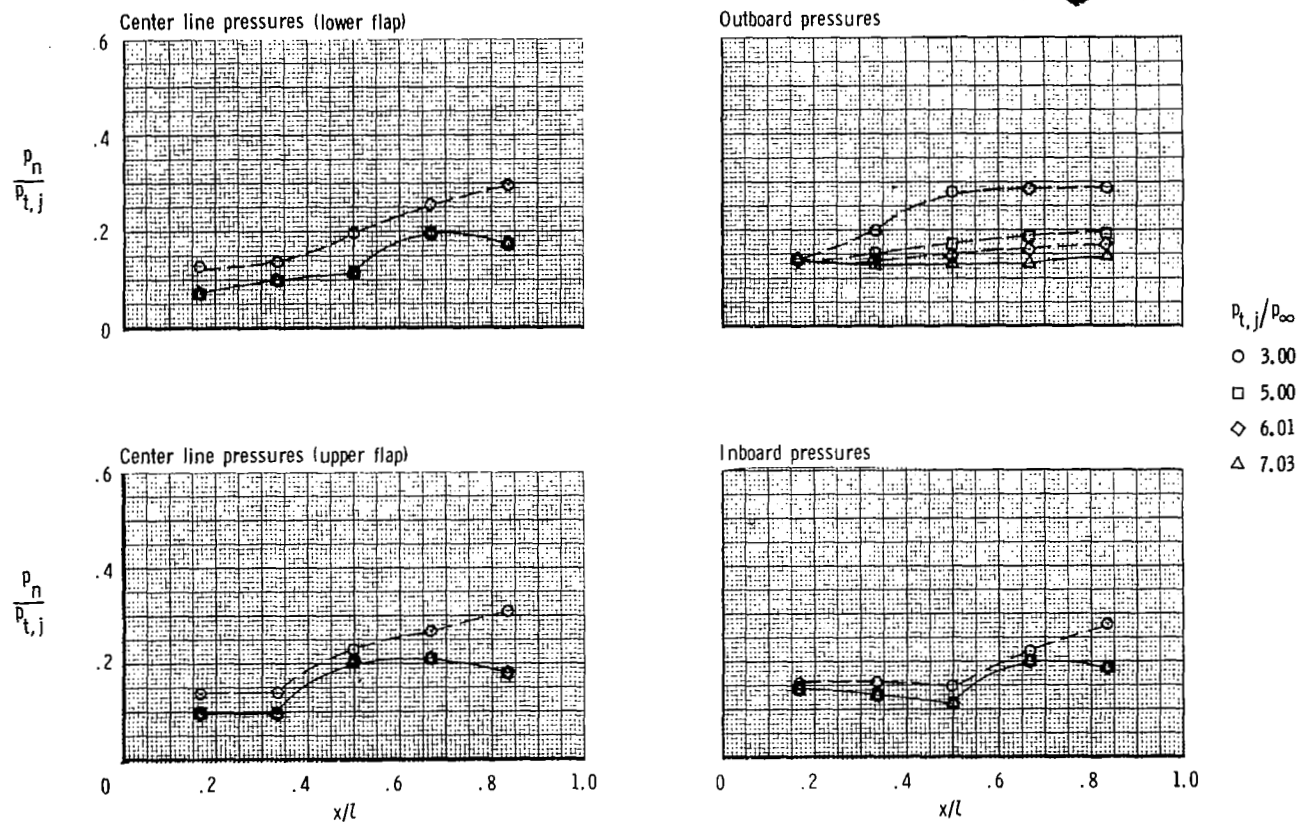 Center line pressures (lower flap)
.6
.4
.2
0
p_n
p_t,j
Outboard pressures
p_t,j/p_∞
○ 3.00
□ 5.00
◇ 6.01
△ 7.03
Center line pressures (upper flap)
.6
.4
.2
0
p_n
p_t,j
0 .2 .4 .6 .8 1.0
x/l
Inboard pressures
0 .2 .4 .6 .8 1.0
x/l